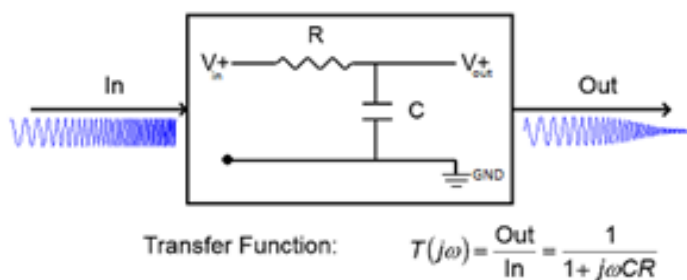 R
V+
in
V+
out
In
Out
C
GND
Transfer Function: T(jω) = Out/In = 1/(1 + jωCR)